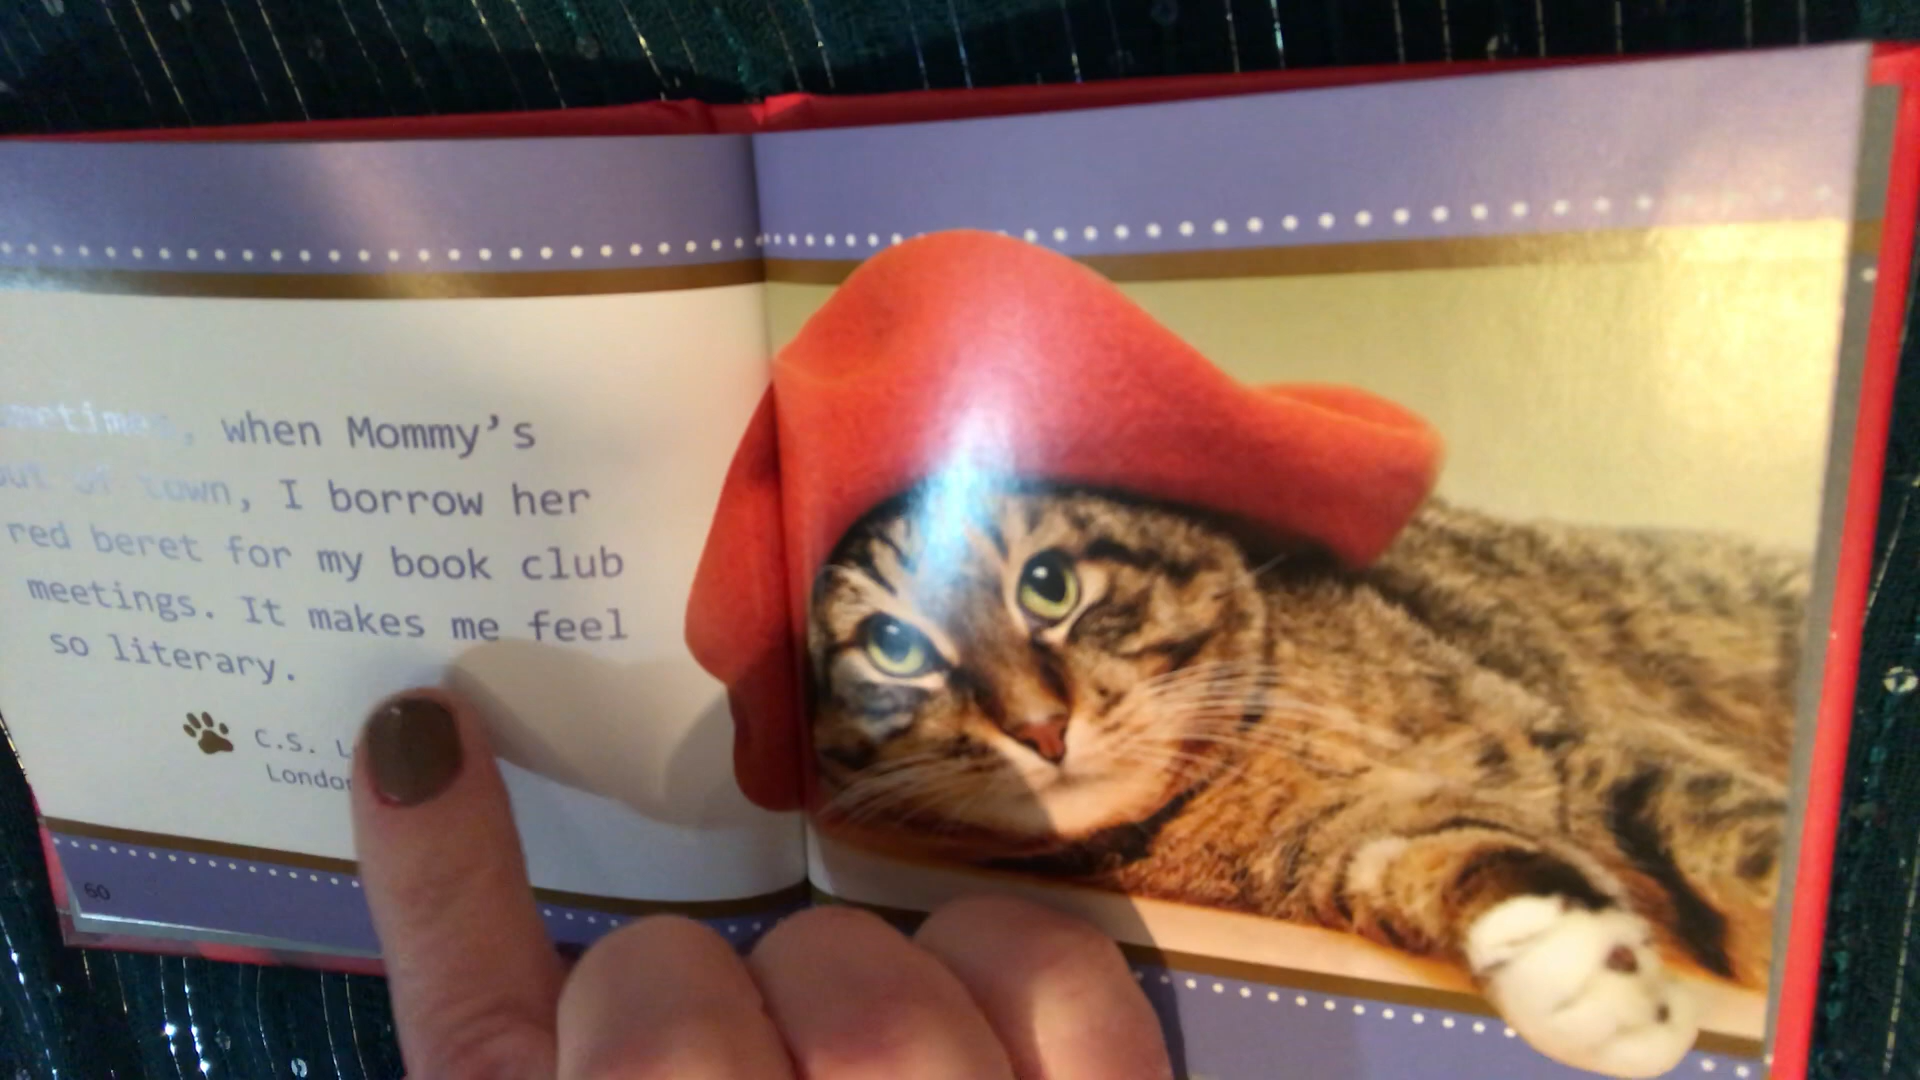 ometimes, when Mommy's
out of town, I borrow her
red beret for my book club
meetings. It makes me feel
so literary.
C.S. L
London
60